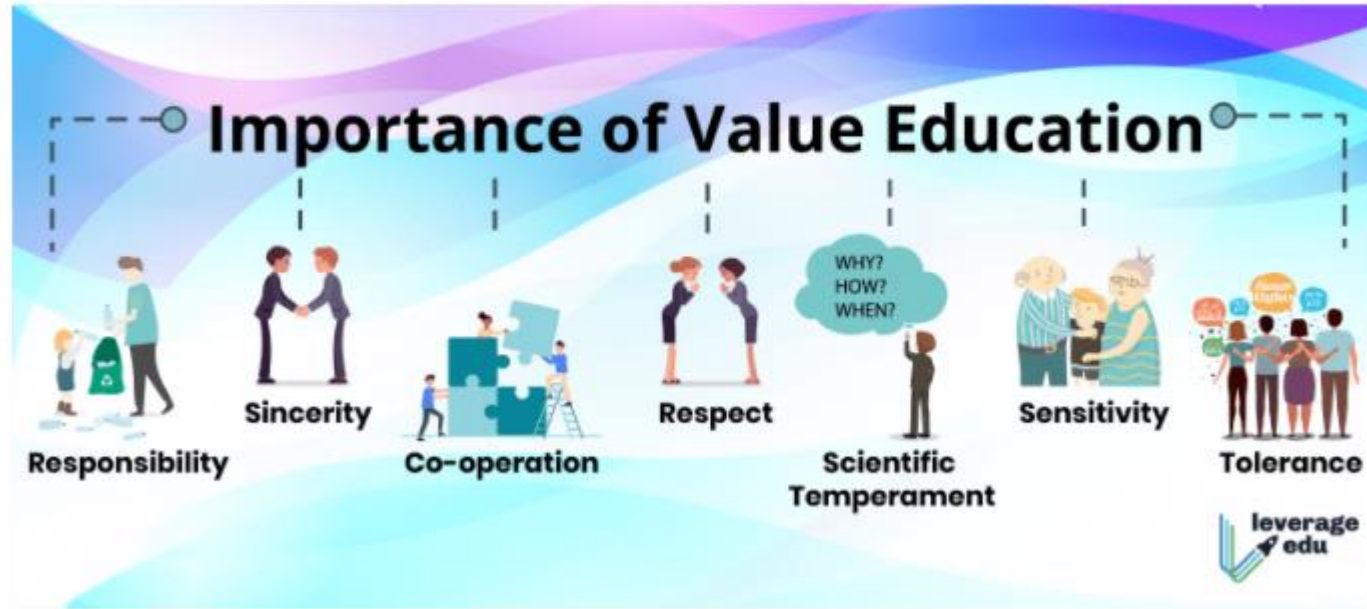 Importance of Value Education
Responsibility
Sincerity
Co-operation
Respect
WHY?
HOW?
WHEN?
Scientific
Temperament
Sensitivity
Tolerance
leverage
edu